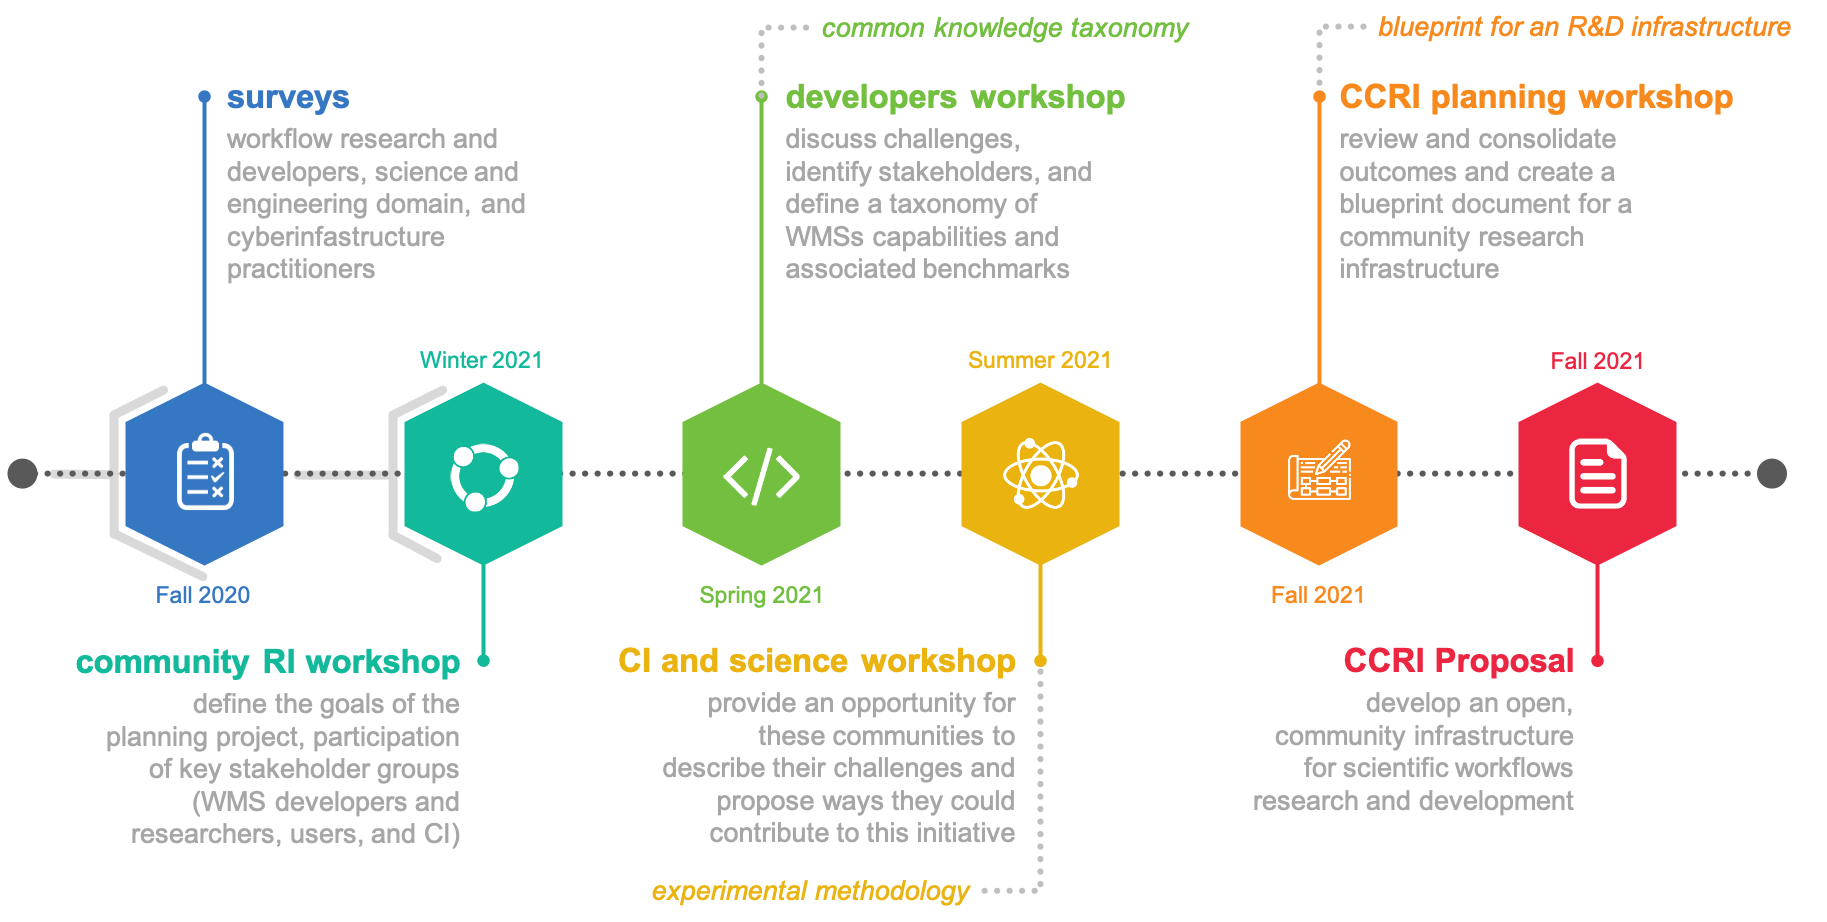 common knowledge taxonomy
blueprint for an R&D infrastructure
surveys
workflow research and
developers, science and
engineering domain, and
cyberinfastructure
practitioners
developers workshop
discuss challenges,
identify stakeholders, and
define a taxonomy of
WMSs capabilities and
associated benchmarks
CCRI planning workshop
review and consolidate
outcomes and create a
blueprint document for a
community research
infrastructure
Winter 2021
Summer 2021
Fall 2021
Fall 2020
Spring 2021
Fall 2021
community RI workshop
define the goals of the
planning project, participation
of key stakeholder groups
(WMS developers and
researchers, users, and CI)
CI and science workshop
provide an opportunity for
these communities to
describe their challenges and
propose ways they could
contribute to this initiative
experimental methodology
CCRI Proposal
develop an open,
community infrastructure
for scientific workflows
research and development